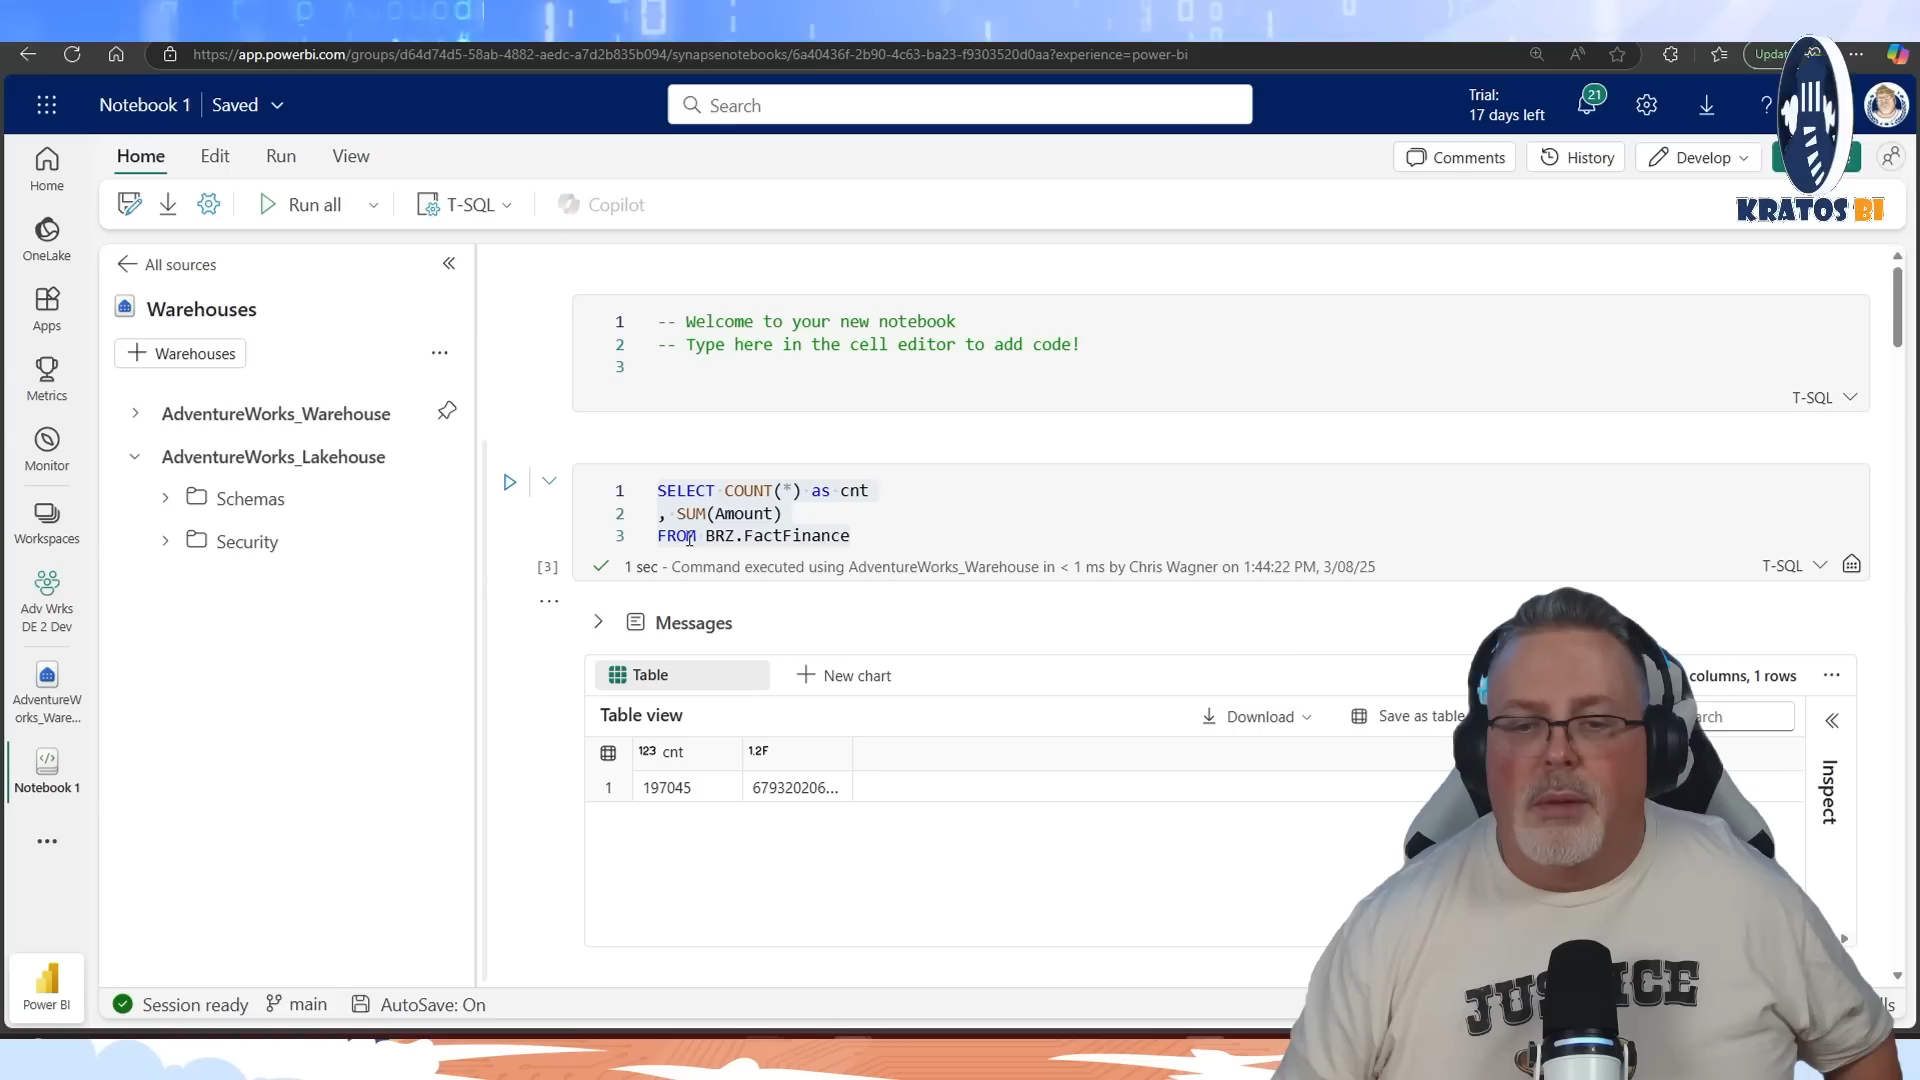 https://app.powerbi.com/groups/d64d74d5-58ab-4882-aedc-a7d2b835b094/synapsenotebooks/6a40436f-2b90-4c63-ba23-f9303520d0aa?experience=power-bi
Notebook 1 | Saved
Search
Trial:
17 days left
21
Home
Edit
Run
View
Comments
History
Develop
KRATOS BI
Run all
T-SQL
Copilot
Home
OneLake
Apps
Metrics
Monitor
Workspaces
Adv Wrks
DE 2 Dev
AdventureW
orks_Ware...
Notebook 1
Power BI
All sources
Warehouses
Warehouses
AdventureWorks_Warehouse
AdventureWorks_Lakehouse
Schemas
Security
1 -- Welcome to your new notebook
2 -- Type here in the cell editor to add code!
3
T-SQL
1 SELECT COUNT(*) as cnt
2 , SUM(Amount)
3 FROM BRZ.FactFinance
[3] 1 sec - Command executed using AdventureWorks_Warehouse in < 1 ms by Chris Wagner on 1:44:22 PM, 3/08/25
T-SQL
Messages
Table
New chart
columns, 1 rows
Table view
Download
Save as table
Inspect
123 cnt
1.2F
1 197045 679320206...
Session ready
main
AutoSave: On